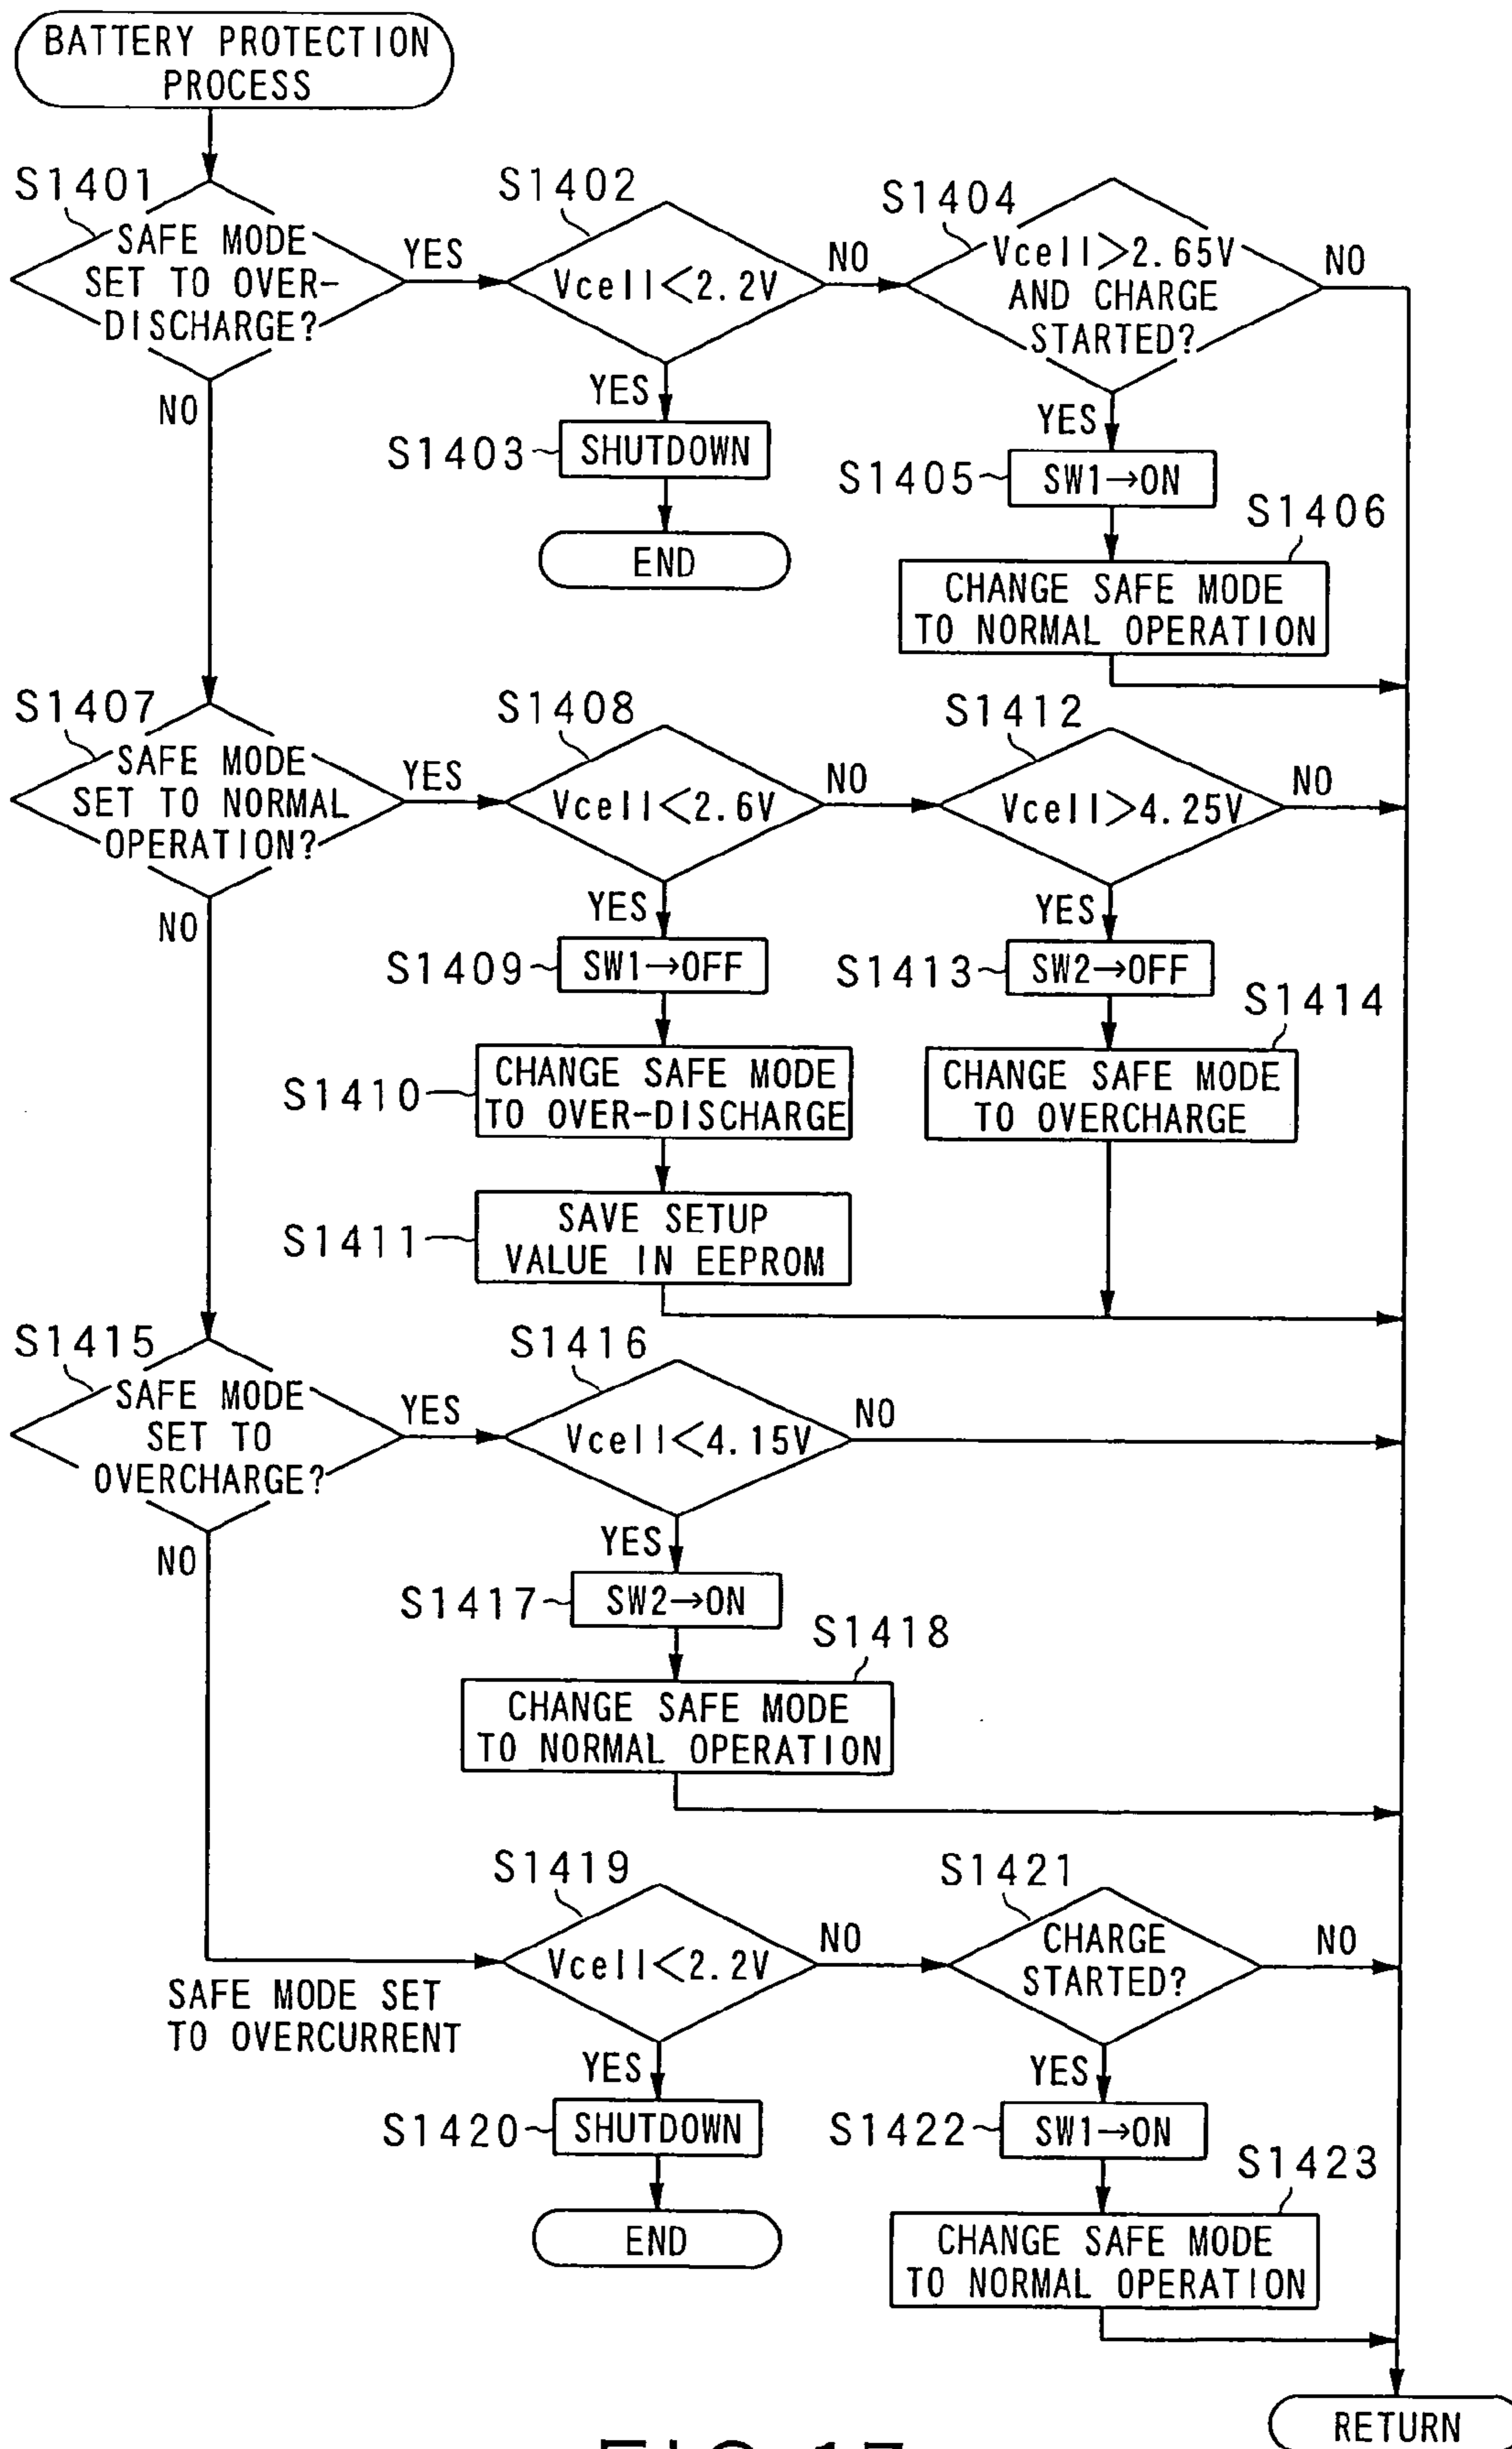 BATTERY PROTECTION
PROCESS
S1401
SAFE MODE
SET TO OVER-
DISCHARGE?
YES
NO
S1402
Vcell<2.2V
NO
YES
S1403
SHUTDOWN
END
S1404
Vcell>2.65V
AND CHARGE
STARTED?
NO
YES
S1405
SW1→ON
S1406
CHANGE SAFE MODE
TO NORMAL OPERATION
S1407
SAFE MODE
SET TO NORMAL
OPERATION?
YES
NO
S1408
Vcell<2.6V
NO
YES
S1409
SW1→OFF
S1410
CHANGE SAFE MODE
TO OVER-DISCHARGE
S1411
SAVE SETUP
VALUE IN EEPROM
S1412
Vcell>4.25V
NO
YES
S1413
SW2→OFF
S1414
CHANGE SAFE MODE
TO OVERCHARGE
S1415
SAFE MODE
SET TO
OVERCHARGE?
YES
NO
S1416
Vcell<4.15V
NO
YES
S1417
SW2→ON
S1418
CHANGE SAFE MODE
TO NORMAL OPERATION
SAFE MODE SET
TO OVERCURRENT
S1419
Vcell<2.2V
NO
YES
S1420
SHUTDOWN
END
S1421
CHARGE
STARTED?
NO
YES
S1422
SW1→ON
S1423
CHANGE SAFE MODE
TO NORMAL OPERATION
RETURN